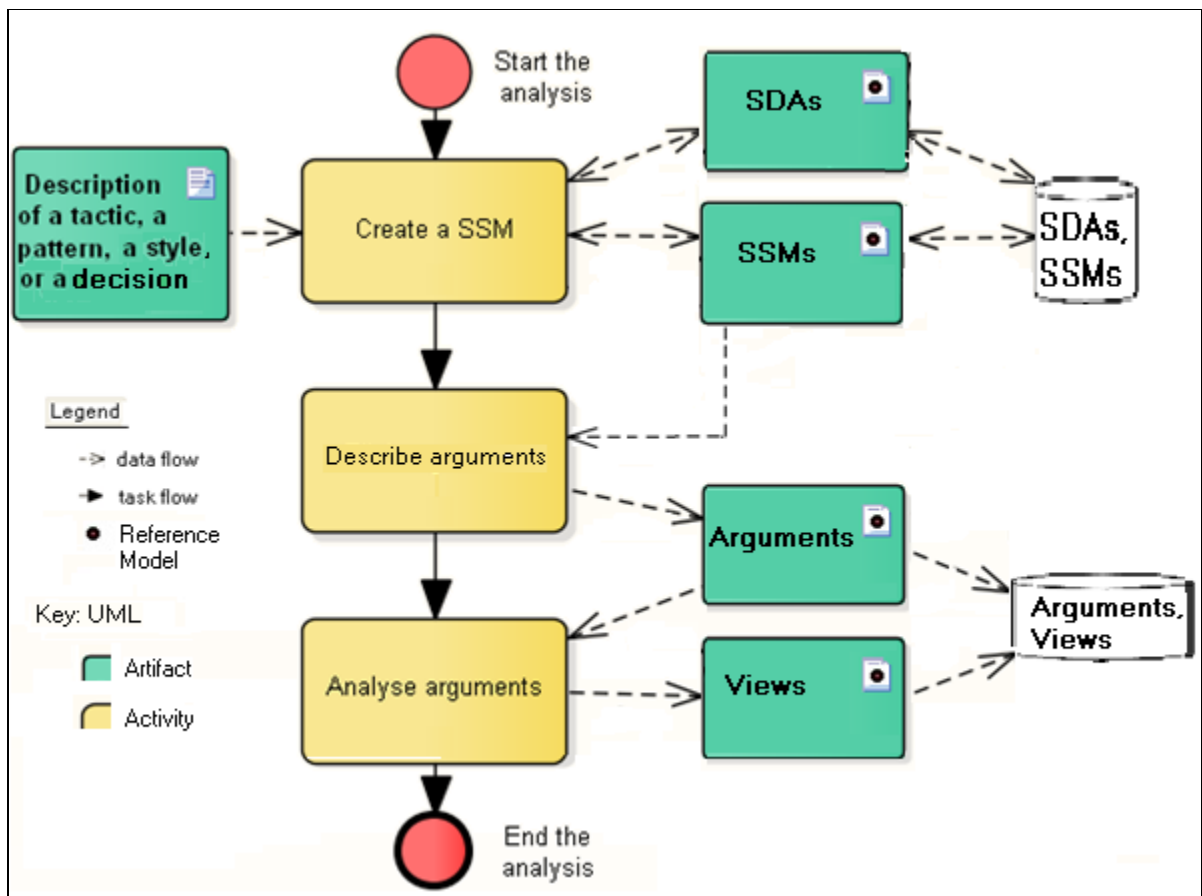 Start the
analysis
SDAs
Description
of a tactic, a
pattern, a style,
or a decision
Create a SSM
SSMs
SDAs,
SSMs
Legend
data flow
task flow
Reference
Model
Key: UML
Artifact
Activity
Describe arguments
Arguments
Arguments,
Views
Analyse arguments
Views
End the
analysis